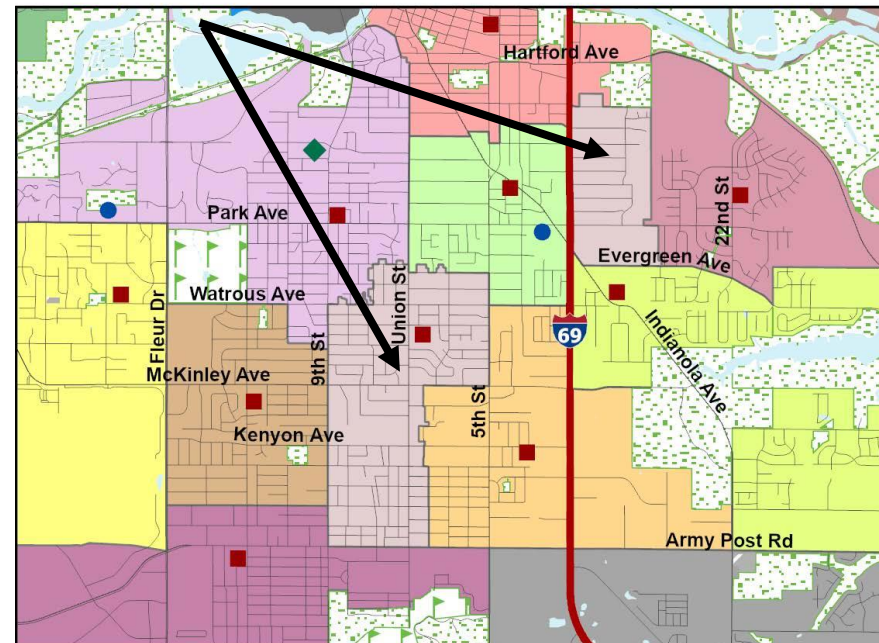 Hartford Ave
22nd St
Park Ave
Union St
Evergreen Ave
Fleur Dr
Watrous Ave
69
Indianola Ave
9th St
McKinley Ave
5th St
Kenyon Ave
Army Post Rd